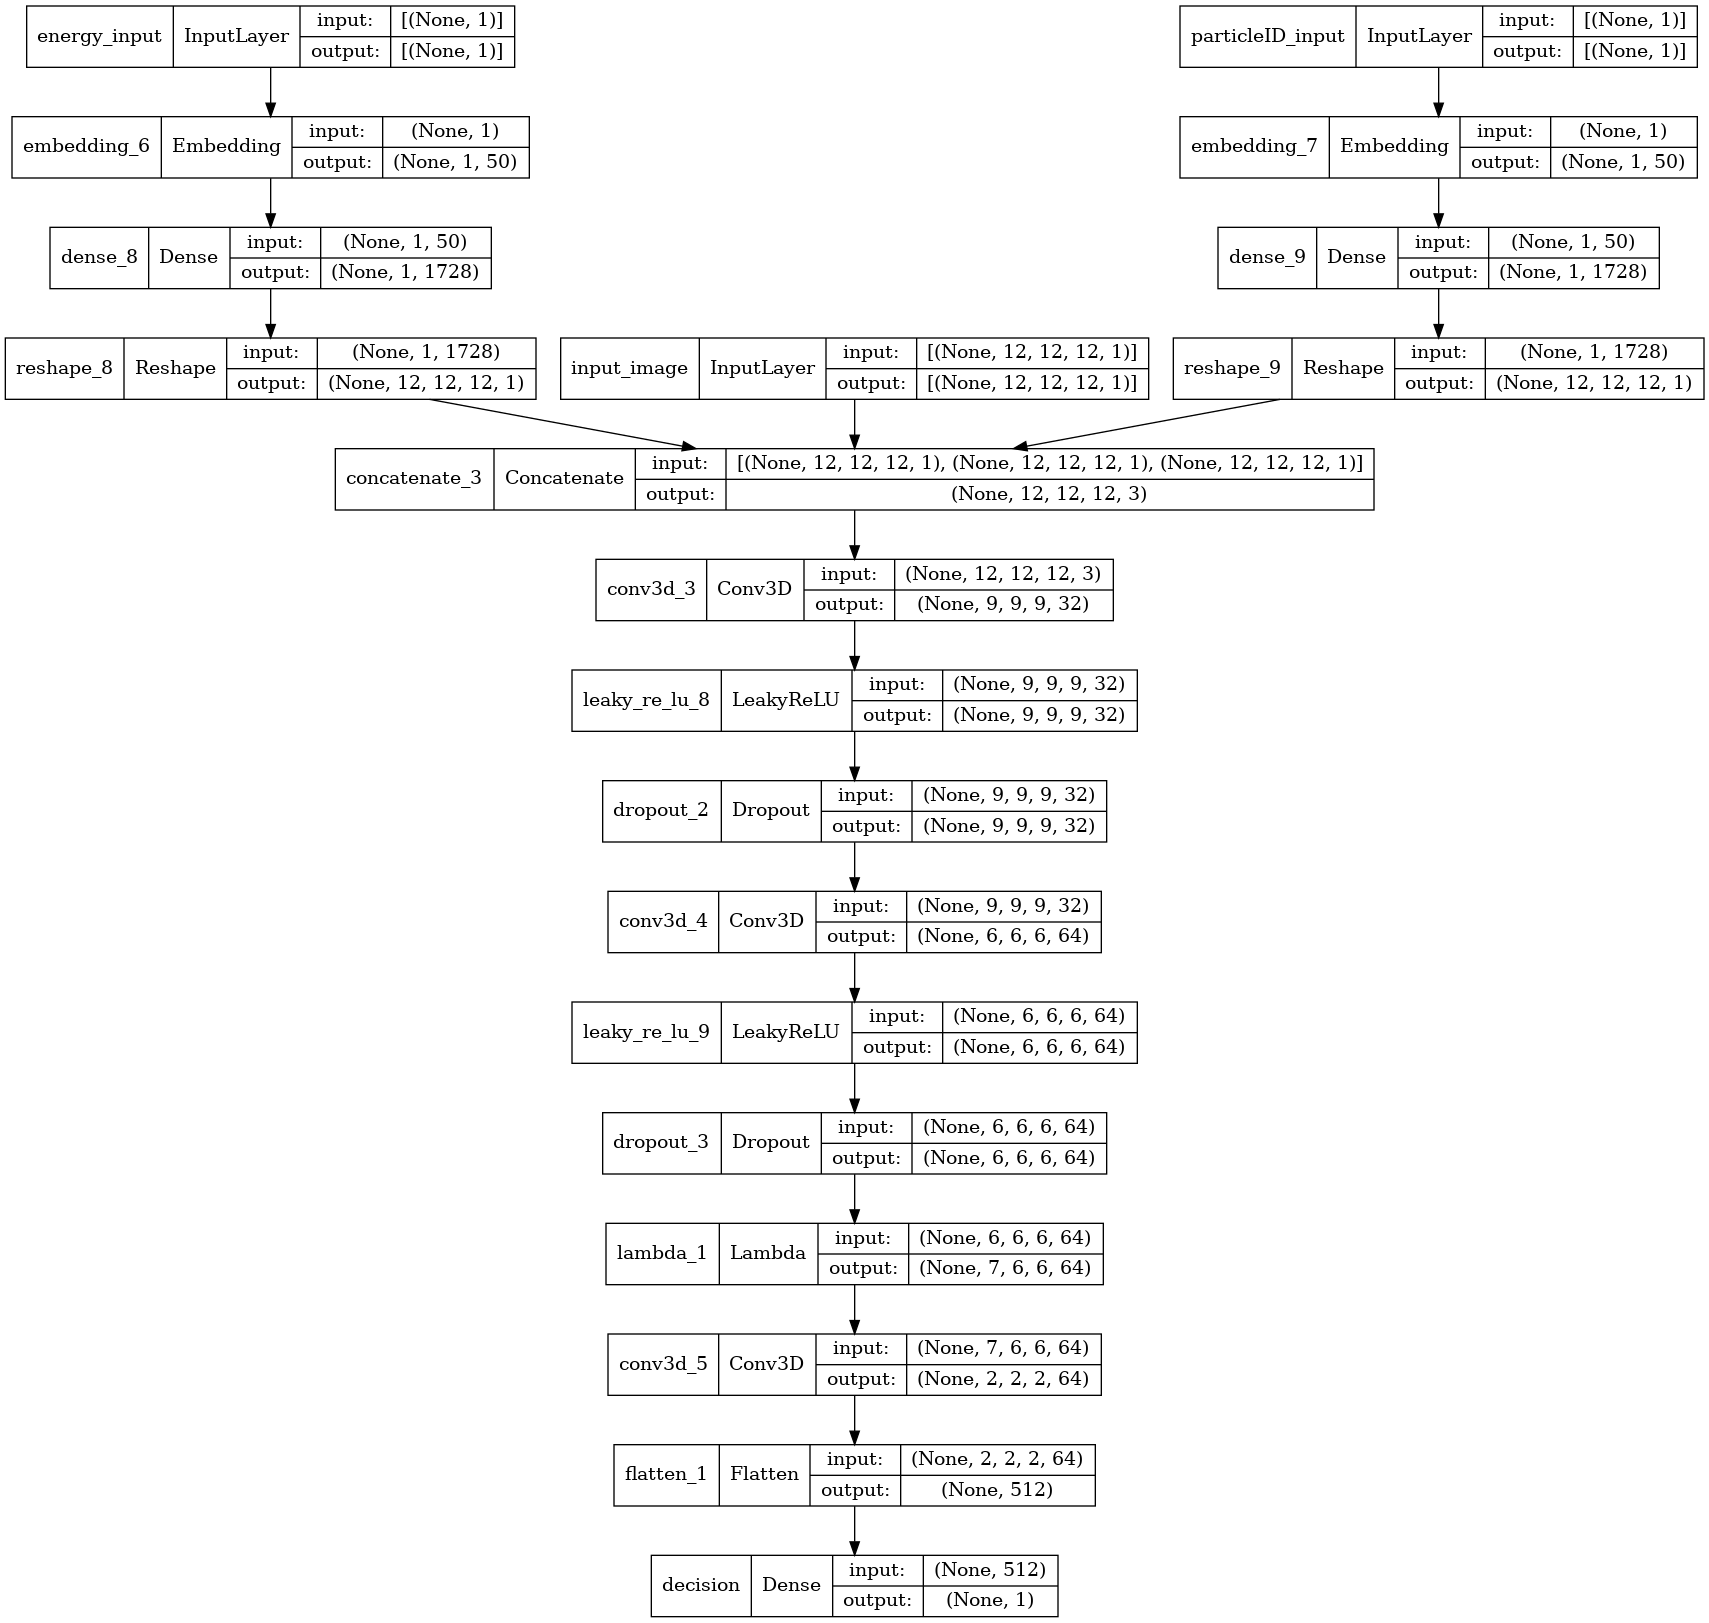 energy_input InputLayer input: [(None, 1)]
output: [(None, 1)]
particleID_input InputLayer input: [(None, 1)]
output: [(None, 1)]
embedding_6 Embedding input: (None, 1)
output: (None, 1, 50)
embedding_7 Embedding input: (None, 1)
output: (None, 1, 50)
dense_8 Dense input: (None, 1, 50)
output: (None, 1, 1728)
dense_9 Dense input: (None, 1, 50)
output: (None, 1, 1728)
reshape_8 Reshape input: (None, 1, 1728)
output: (None, 12, 12, 12, 1)
input_image InputLayer input: [(None, 12, 12, 12, 1)]
output: [(None, 12, 12, 12, 1)]
reshape_9 Reshape input: (None, 1, 1728)
output: (None, 12, 12, 12, 1)
concatenate_3 Concatenate input: [(None, 12, 12, 12, 1), (None, 12, 12, 12, 1), (None, 12, 12, 12, 1)]
output: (None, 12, 12, 12, 3)
conv3d_3 Conv3D input: (None, 12, 12, 12, 3)
output: (None, 9, 9, 9, 32)
leaky_re_lu_8 LeakyReLU input: (None, 9, 9, 9, 32)
output: (None, 9, 9, 9, 32)
dropout_2 Dropout input: (None, 9, 9, 9, 32)
output: (None, 9, 9, 9, 32)
conv3d_4 Conv3D input: (None, 9, 9, 9, 32)
output: (None, 6, 6, 6, 64)
leaky_re_lu_9 LeakyReLU input: (None, 6, 6, 6, 64)
output: (None, 6, 6, 6, 64)
dropout_3 Dropout input: (None, 6, 6, 6, 64)
output: (None, 6, 6, 6, 64)
lambda_1 Lambda input: (None, 6, 6, 6, 64)
output: (None, 7, 6, 6, 64)
conv3d_5 Conv3D input: (None, 7, 6, 6, 64)
output: (None, 2, 2, 2, 64)
flatten_1 Flatten input: (None, 2, 2, 2, 64)
output: (None, 512)
decision Dense input: (None, 512)
output: (None, 1)